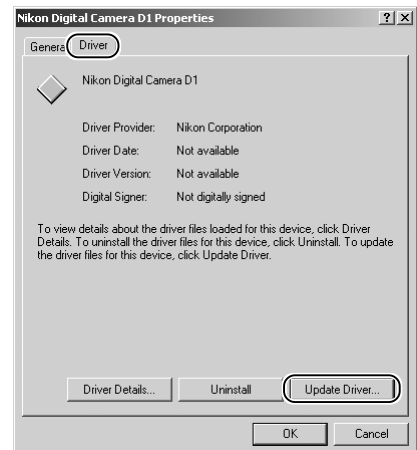 Nikon Digital Camera D1 Properties
? X
General Driver
Nikon Digital Camera D1
Driver Provider: Nikon Corporation
Driver Date: Not available
Driver Version: Not available
Digital Signer: Not digitally signed
To view details about the driver files loaded for this device, click Driver
Details. To uninstall the driver files for this device, click Uninstall. To update
the driver files for this device, click Update Driver.
Driver Details... Uninstall Update Driver...
OK Cancel